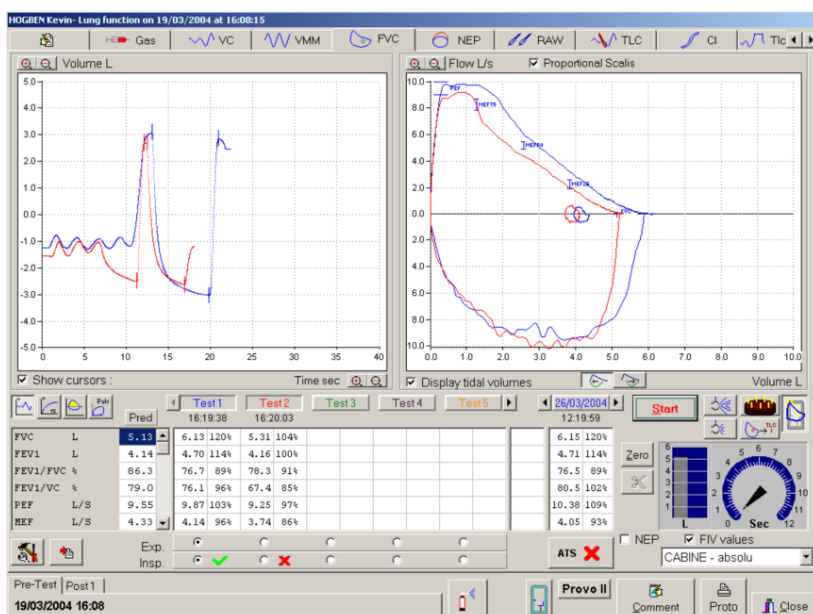 HOGBEN Kevin- Lung function on 19/03/2004 at 16:08:15
Gas VC VMM FVC NEP RAW TLC CI Tlc
Volume L
5.0
4.0
3.0
2.0
1.0
0.0
-1.0
-2.0
-3.0
-4.0
-5.0
0 5 10 15 20 25 30 35 40
Show cursors : Time sec
Flow L/s Proportional Scalis
10.0
8.0
6.0
4.0
2.0
0.0
2.0
4.0
6.0
8.0
10.0
PEF
MEF75
MEF50
MEF25
FVC
0.0 1.0 2.0 3.0 4.0 5.0 6.0 7.0 8.0 9.0 10.0
Display tidal volumes Volume L
Pred Test 1 Test 2 Test 3 Test 4 Test 5 26/03/2004
16:19:38 16:20:03 12:19:59
FVC L 5.13 6.13 120% 5.31 104% 6.15 120%
FEV1 L 4.14 4.70 114% 4.16 100% 4.71 114%
FEV1/FVC % 86.3 76.7 89% 78.3 91% 76.5 89%
FEV1/VC % 79.0 76.1 96% 67.4 85% 80.5 102%
PEF L/S 9.55 9.87 103% 9.25 97% 10.38 109%
MEF L/S 4.33 4.14 96% 3.74 86% 4.05 93%
Exp.
Insp.
Start
TLC
Zero
6
5
4
3
2
1
L
0 1 2 3 4 5 6 7 8 9 10 11 12
Sec
ATS
NEP FIV values
CABINE - absolu
Pre-Test Post 1
19/03/2004 16:08
Provo II
Comment
Proto
Close